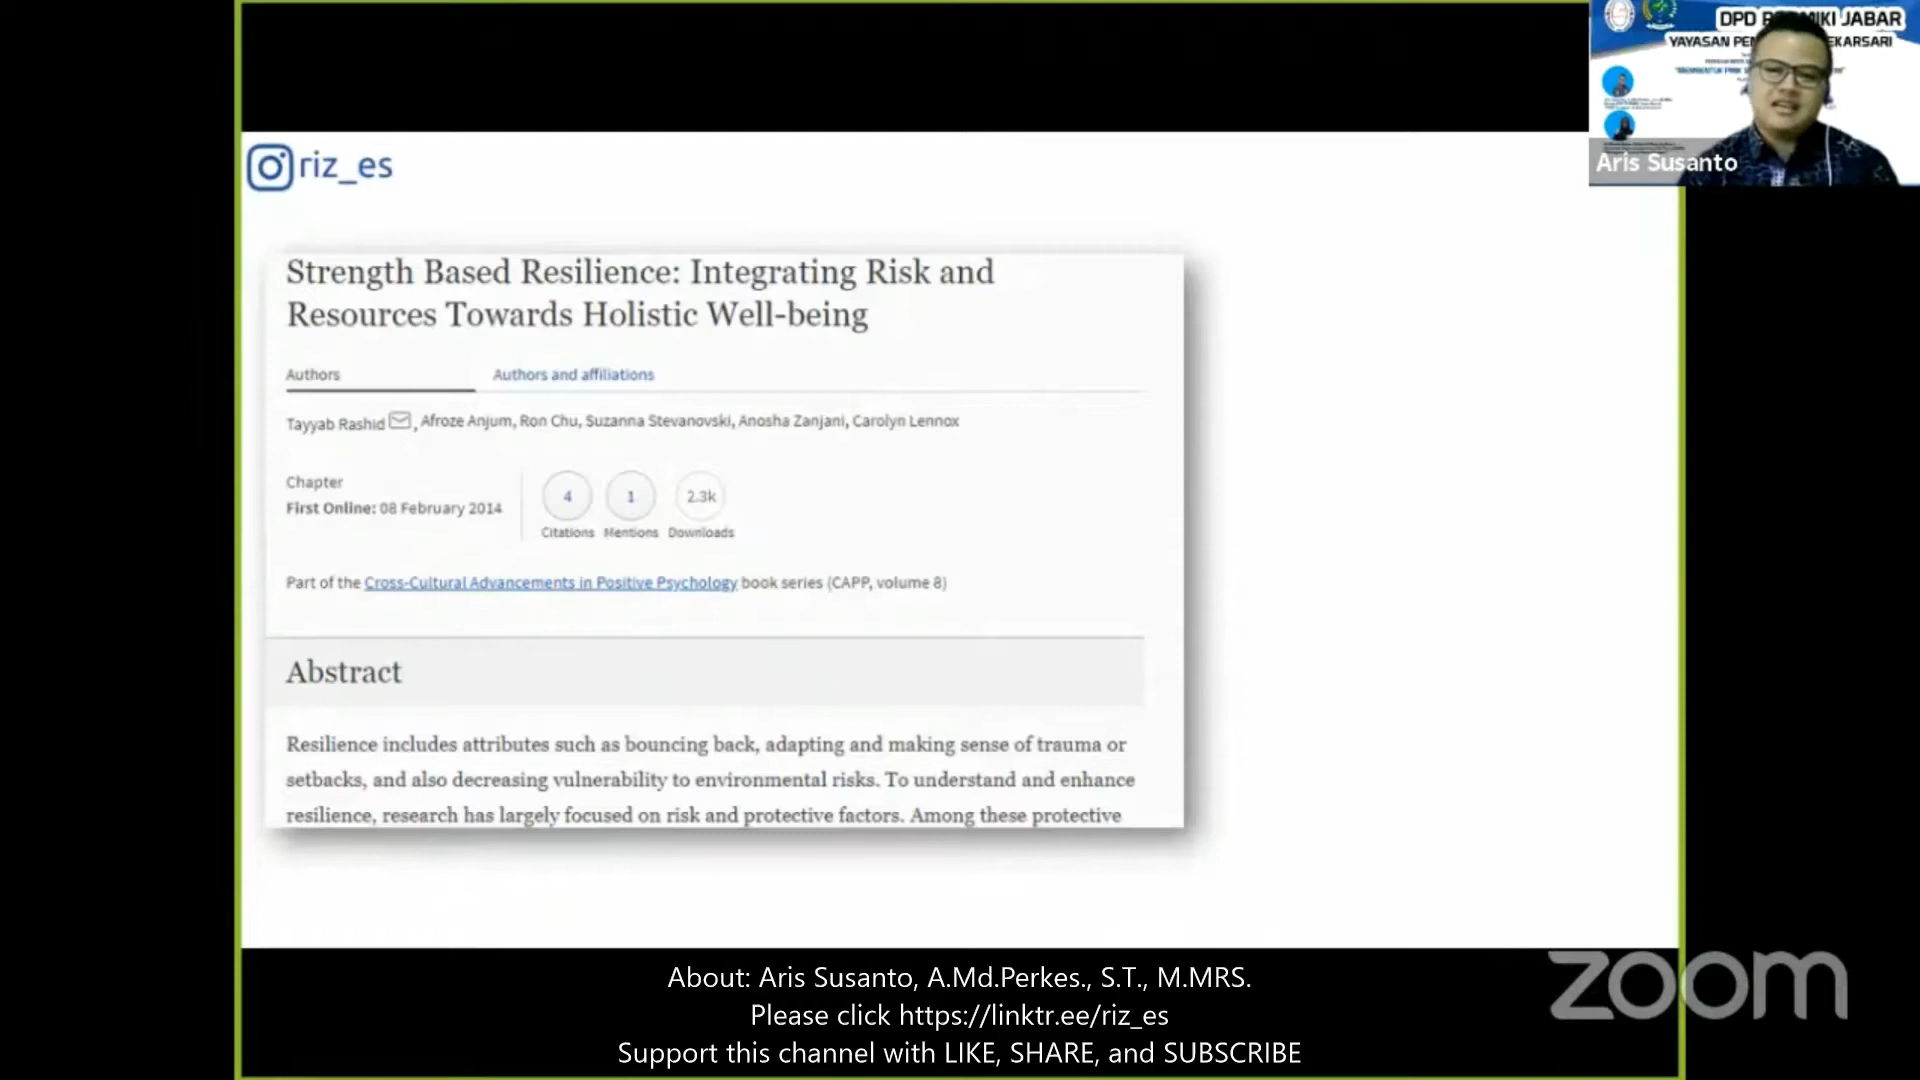 riz_es
Strength Based Resilience: Integrating Risk and
Resources Towards Holistic Well-being
Authors
Authors and affiliations
Tayyab Rashid, Afroze Anjum, Ron Chu, Suzanna Stevanovski, Anosha Zanjani, Carolyn Lennox
Chapter
First Online: 08 February 2014
4
Citations
1
Mentions
2.3k
Downloads
Part of the Cross-Cultural Advancements in Positive Psychology book series (CAPP, volume 8)
Abstract
Resilience includes attributes such as bouncing back, adapting and making sense of trauma or
setbacks, and also decreasing vulnerability to environmental risks. To understand and enhance
resilience, research has largely focused on risk and protective factors. Among these protective
DPD JABAR
YAYASAN
Aris Susanto
zoom
About: Aris Susanto, A.Md.Perkes., S.T., M.MRS.
Please click https://linktr.ee/riz_es
Support this channel with LIKE, SHARE, and SUBSCRIBE